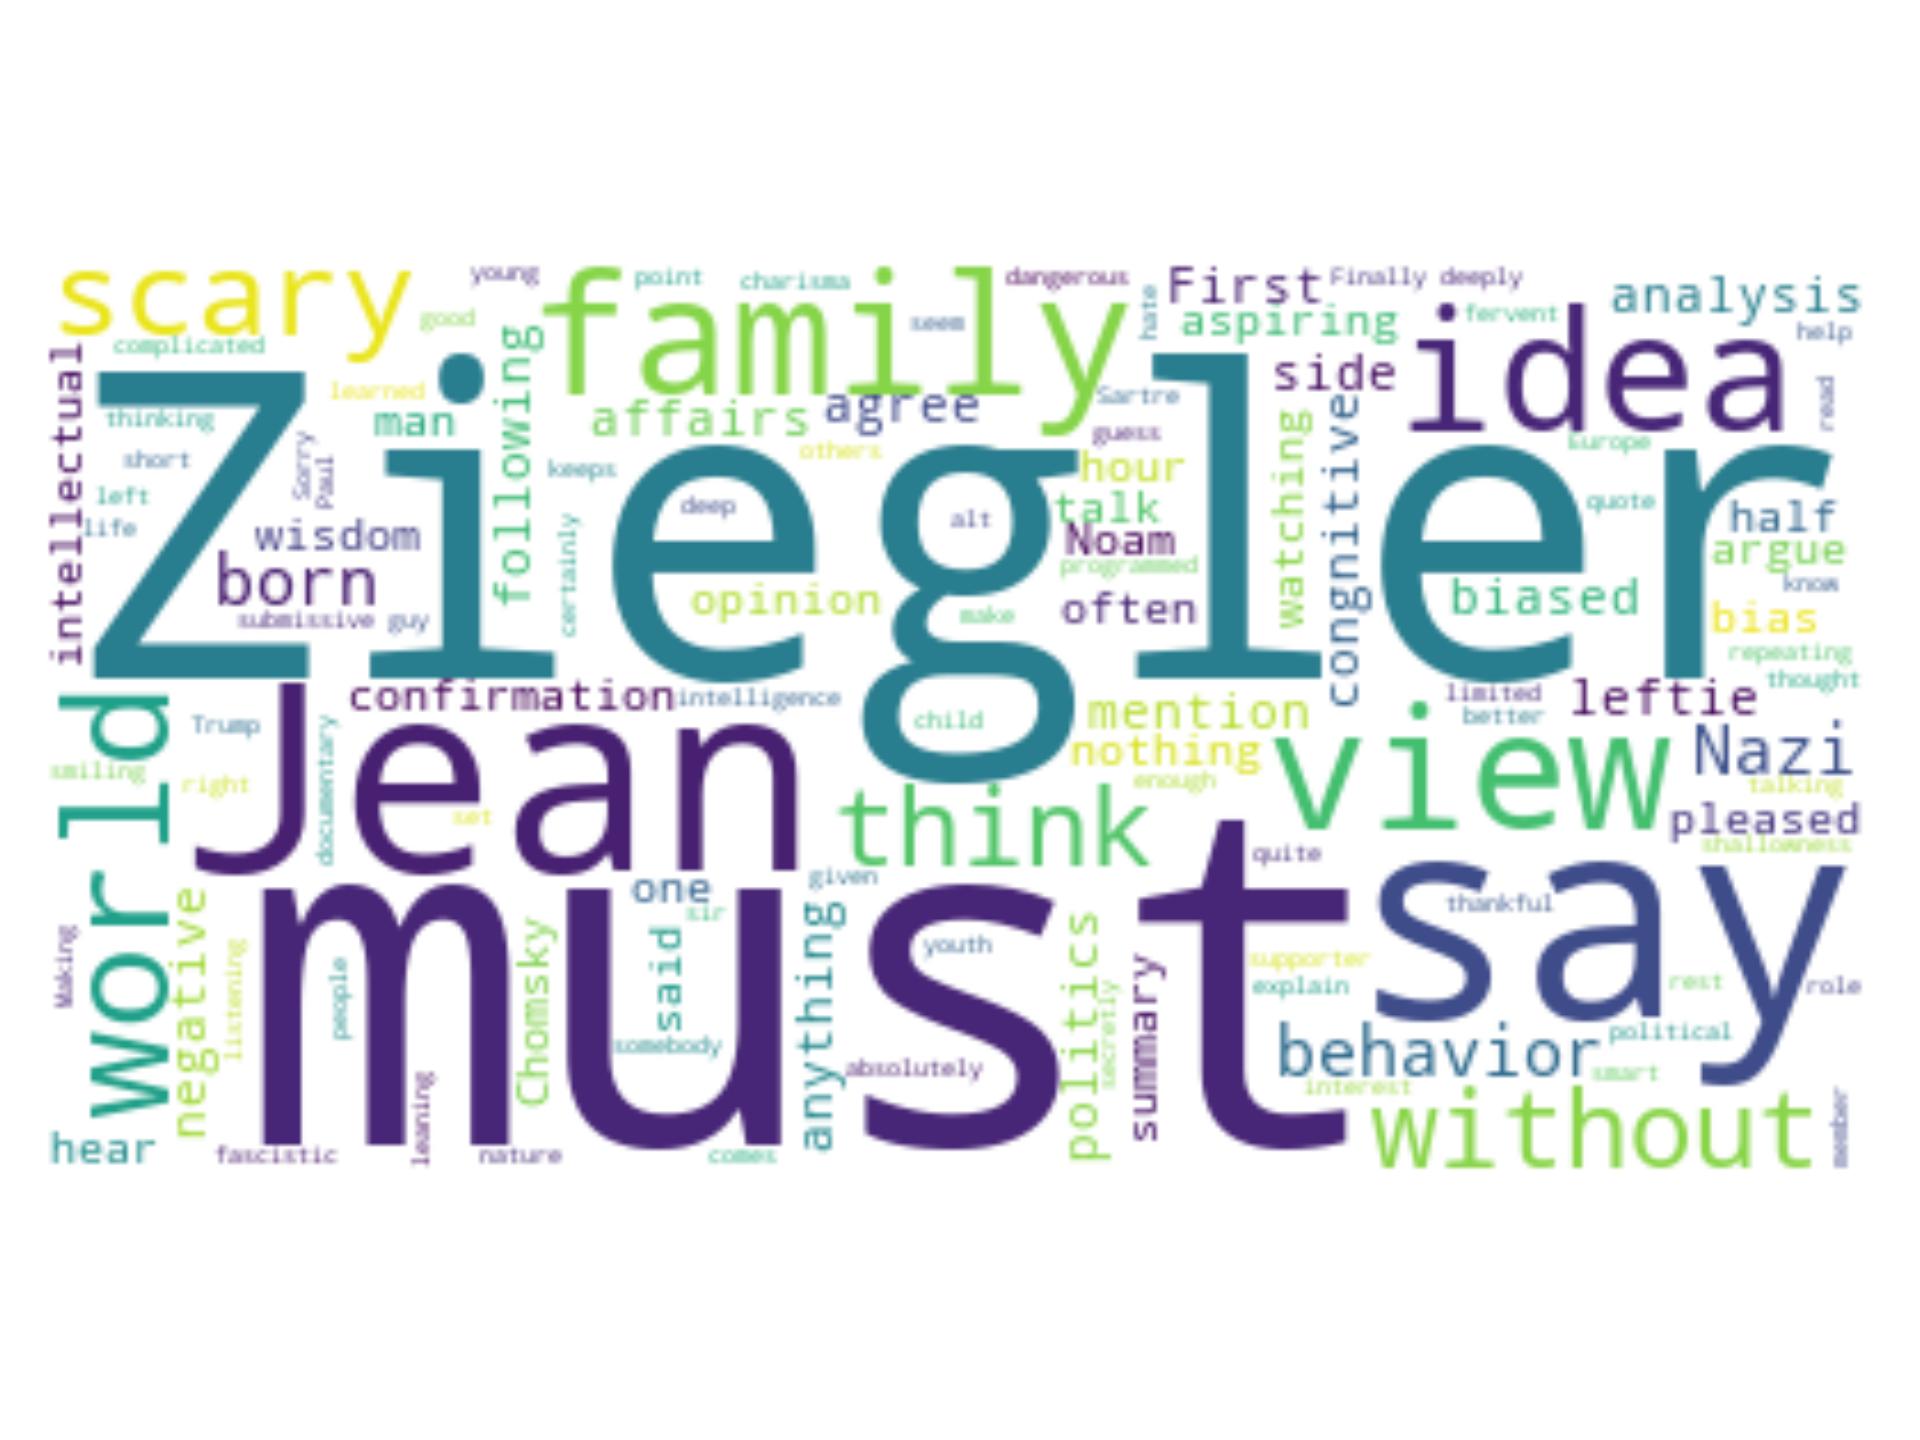 scary
young
family
point
charisma
dangerous
hate
First
Finally
deeply
analysis
good
seem
aspiring
fervent
help
complicated
following
idea
intellectual
Ziegler
learned
side
read
thinking
man
affairs
agree
Sartre
watching
congnitive
guess
others
Europe
short
Sorry
Paul
keeps
hour
left
deep
alt
talk
quote
half
life
wisdom
certainly
Noam
argue
born
programmed
know
opinion
make
often
biased
bias
submissive
guy
repeating
world
Jean
confirmation
intelligence
limited
leftie
thought
Trump
documentary
child
mention
better
view
Nazi
smiling
right
nothing
enough
talking
set
think
pleased
must
quite
shallowness
say
one
given
negative
sir
thankful
Making
listening
people
Chomsky
said
anything
youth
politics
secretly
summary
supporter
explain
rest
role
somebody
absolutely
behavior
political
leaning
interest
smart
without
member
hear
fascistic
nature
comes